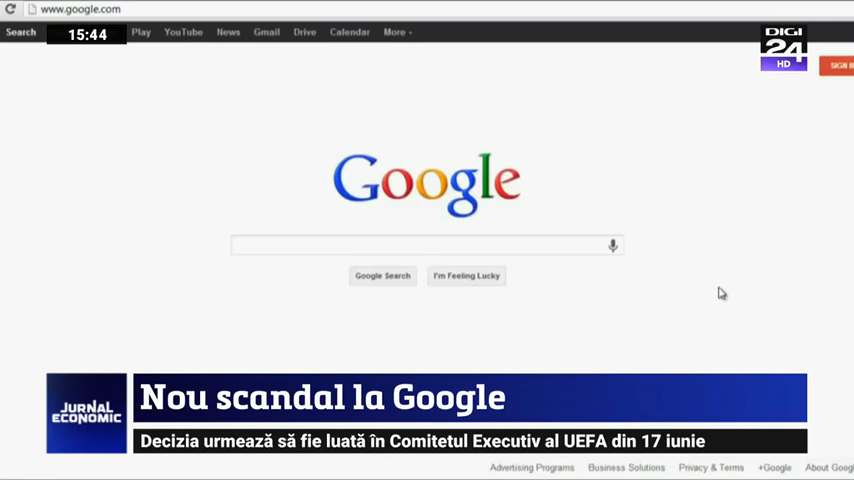 www.google.com
Search
15:44
Play YouTube News Gmail Drive Calendar More
DIGI
24
HD
SIGN
Google
Google Search I'm Feeling Lucky
Nou scandal la Google
JURNAL
ECONOMIC
Decizia urmează să fie luată în Comitetul Executiv al UEFA din 17 iunie
Advertising Programs Business Solutions Privacy & Terms +Google About Goog